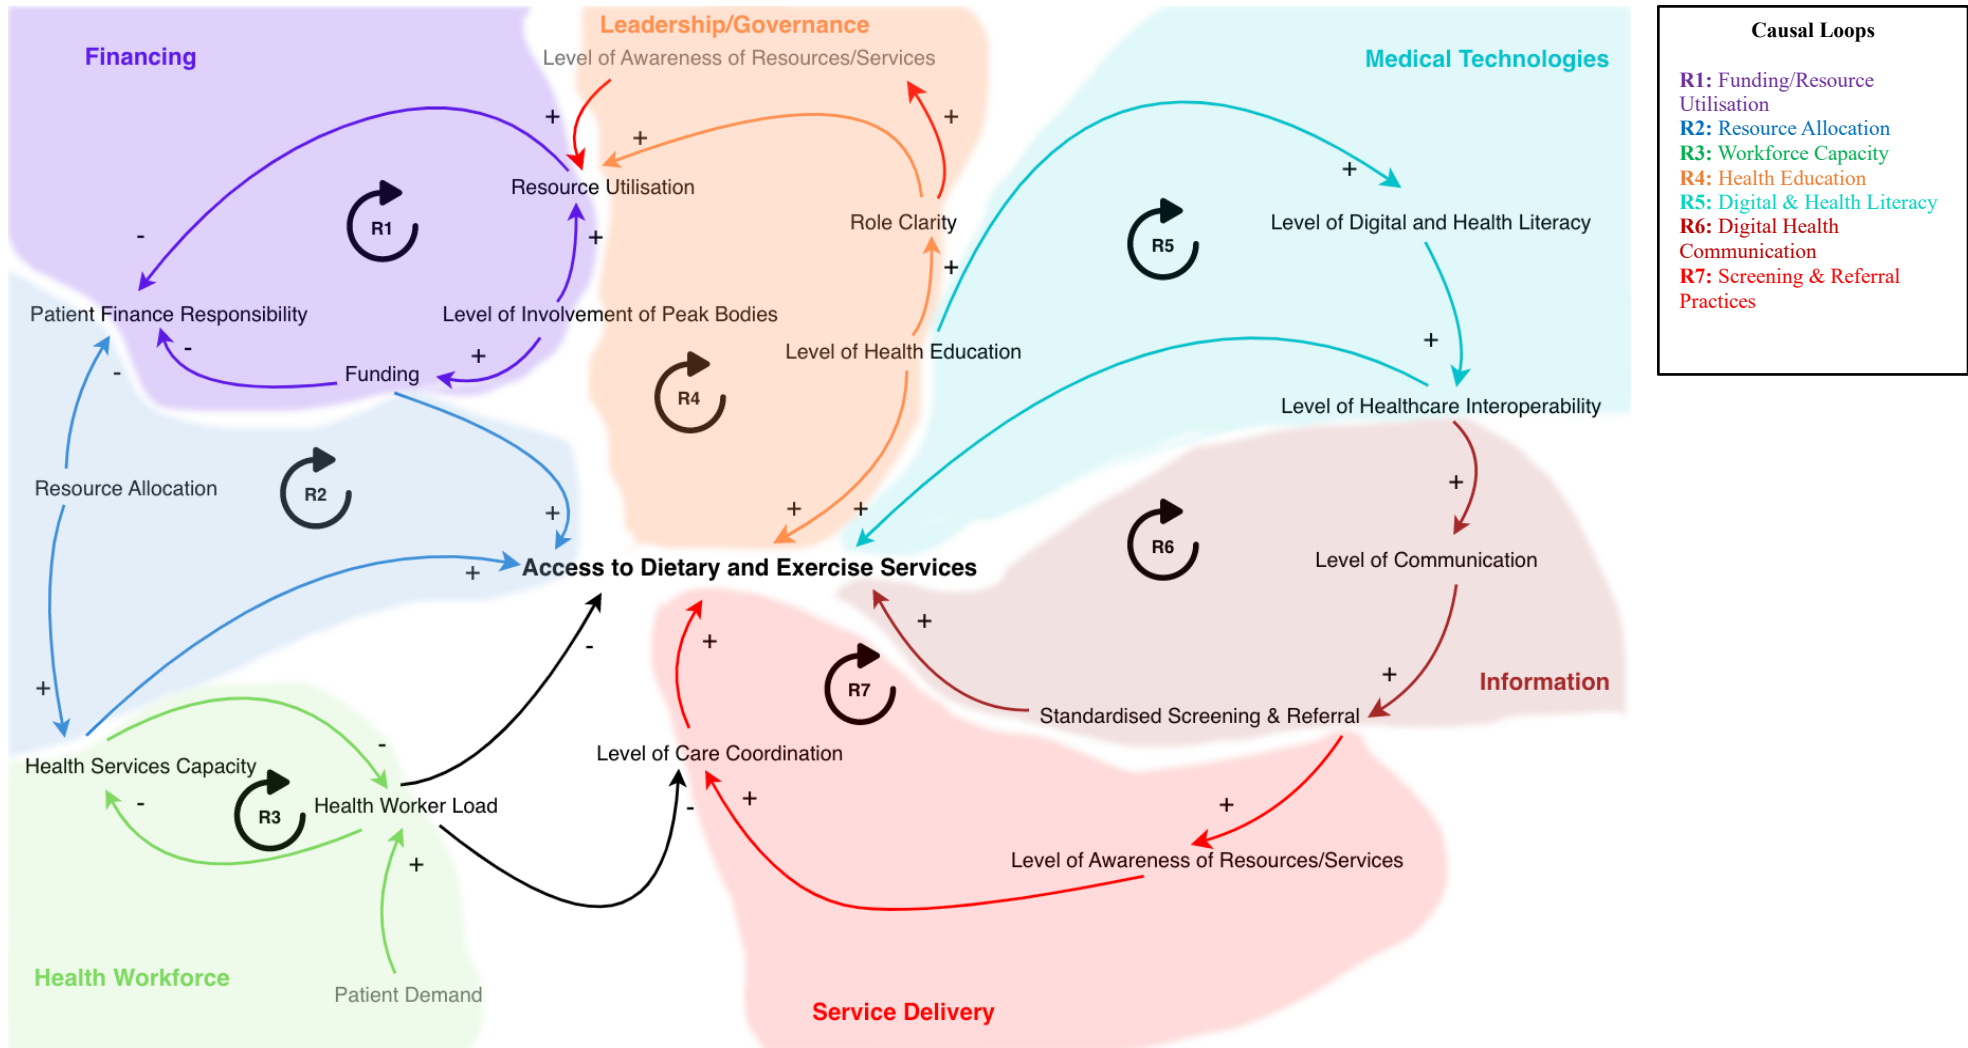 Leadership/Governance
Financing
Level of Awareness of Resources/Services
Medical Technologies
+
+
+
+
Resource Utilisation
Role Clarity
Level of Digital and Health Literacy
R1
R5
-
+
+
Patient Finance Responsibility
Level of Involvement of Peak Bodies
Level of Health Education
-
+
+
-
Funding
R4
Level of Healthcare Interoperability
Resource Allocation
R2
+
+
+
+
R6
Level of Communication
Access to Dietary and Exercise Services
+
+
-
+
R7
+
+
Information
Standardised Screening & Referral
-
Level of Care Coordination
Health Services Capacity
-
R3
Health Worker Load
-
+
+
+
Level of Awareness of Resources/Services
Health Workforce
Patient Demand
Service Delivery
Causal Loops
R1: Funding/Resource
Utilisation
R2: Resource Allocation
R3: Workforce Capacity
R4: Health Education
R5: Digital & Health Literacy
R6: Digital Health
Communication
R7: Screening & Referral
Practices